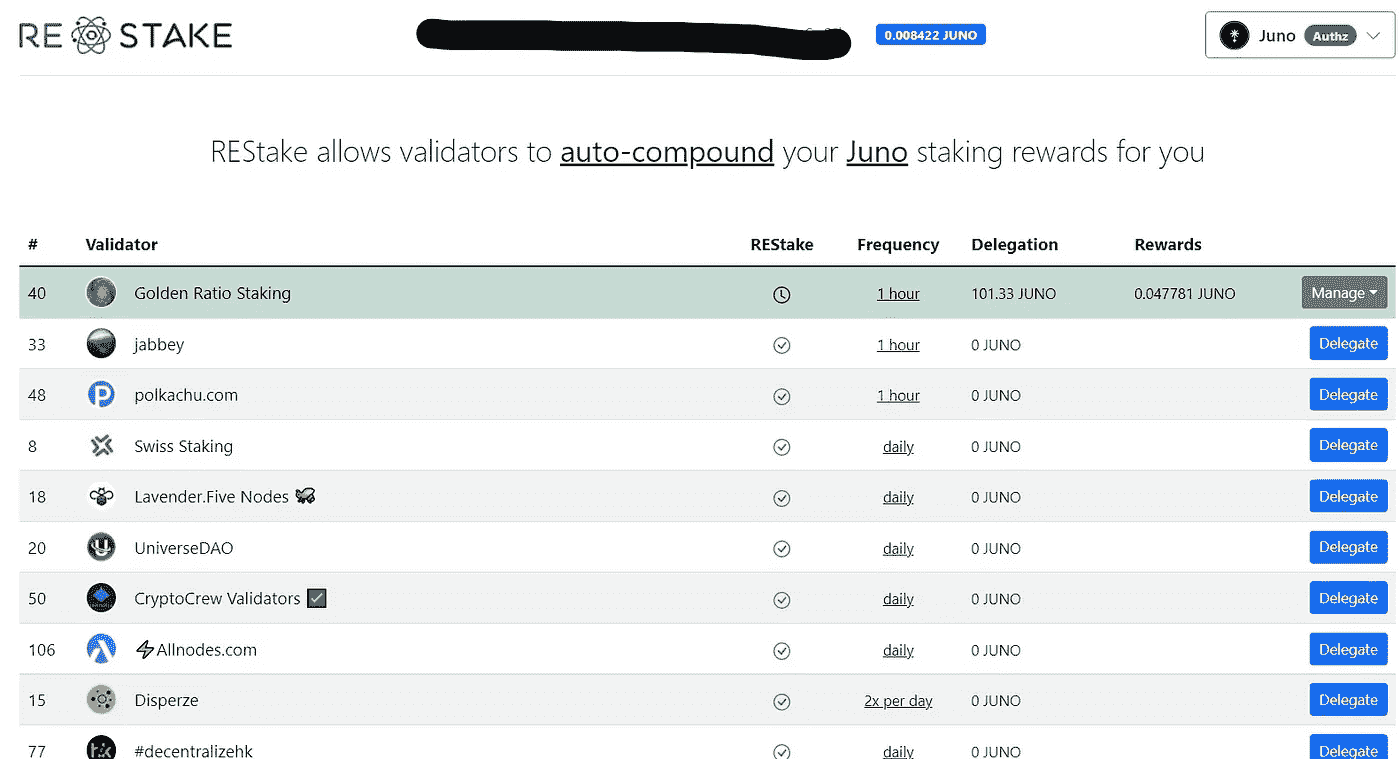 RE STAKE
0.008422 JUNO
Juno Authz
REStake allows validators to auto-compound your Juno staking rewards for you
# Validator REStake Frequency Delegation Rewards
40 Golden Ratio Staking 1 hour 101.33 JUNO 0.047781 JUNO Manage
33 jabbey 1 hour 0 JUNO Delegate
48 polkachu.com 1 hour 0 JUNO Delegate
8 Swiss Staking daily 0 JUNO Delegate
18 Lavender.Five Nodes daily 0 JUNO Delegate
20 UniverseDAO daily 0 JUNO Delegate
50 CryptoCrew Validators daily 0 JUNO Delegate
106 Allnodes.com daily 0 JUNO Delegate
15 Disperze 2x per day 0 JUNO Delegate
77 #decentralizehk daily 0 JUNO Delegate